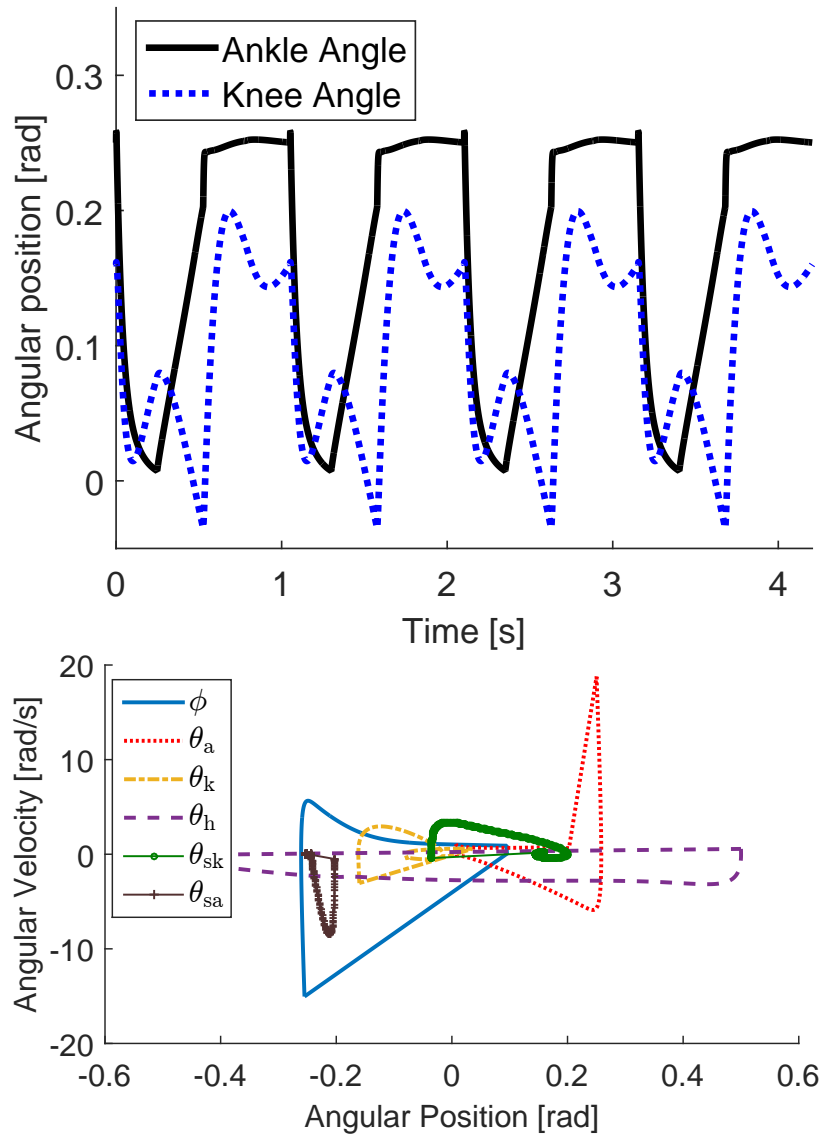 Ankle Angle
Knee Angle
Angular position [rad]
0.3
0.2
0.1
0
0 1 2 3 4
Time [s]
ϕ
θa
θk
θh
θsk
θsa
Angular Velocity [rad/s]
20
10
0
-10
-20
-0.6 -0.4 -0.2 0 0.2 0.4 0.6
Angular Position [rad]